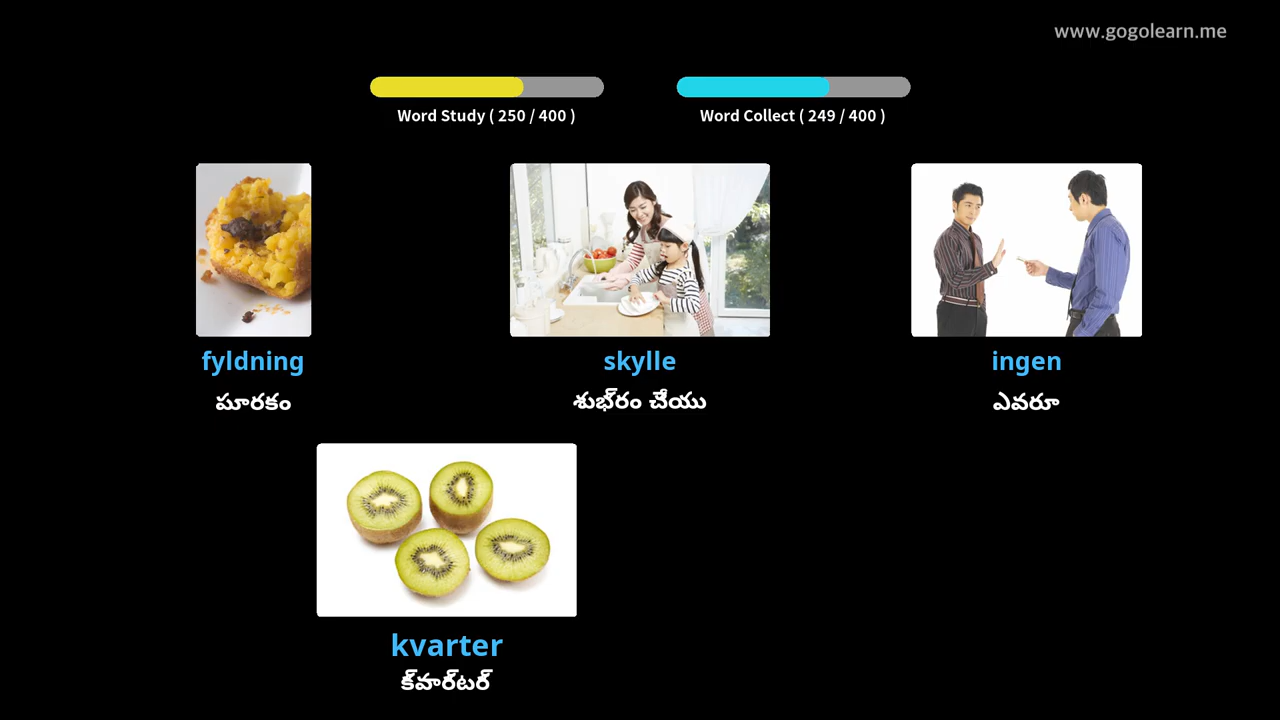 www.gogolearn.me
Word Study ( 250 / 400 )
Word Collect ( 249 / 400 )
fyldning
పూరకం
skylle
శుభ్రం చేయు
ingen
ఎవరూ
kvarter
క్వార్టర్